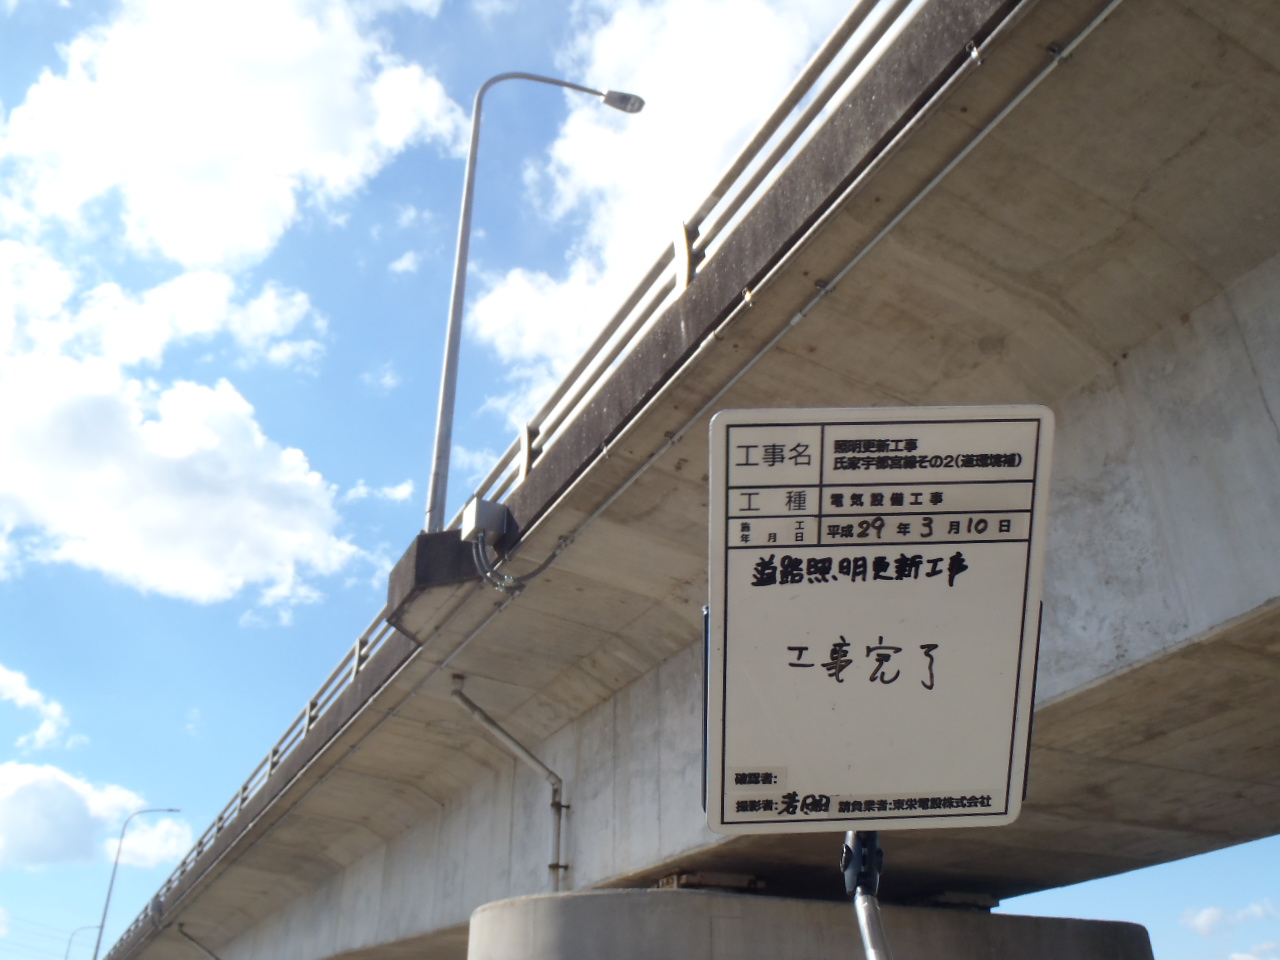 工事名
照明更新工事
氏家宇都宮線その2(道環境補)
工種 電気設備工事
施工年月日 平成29年3月10日
道路照明更新工事
工事完了
確認者:
撮影者: 請負業者:東栄電設株式会社